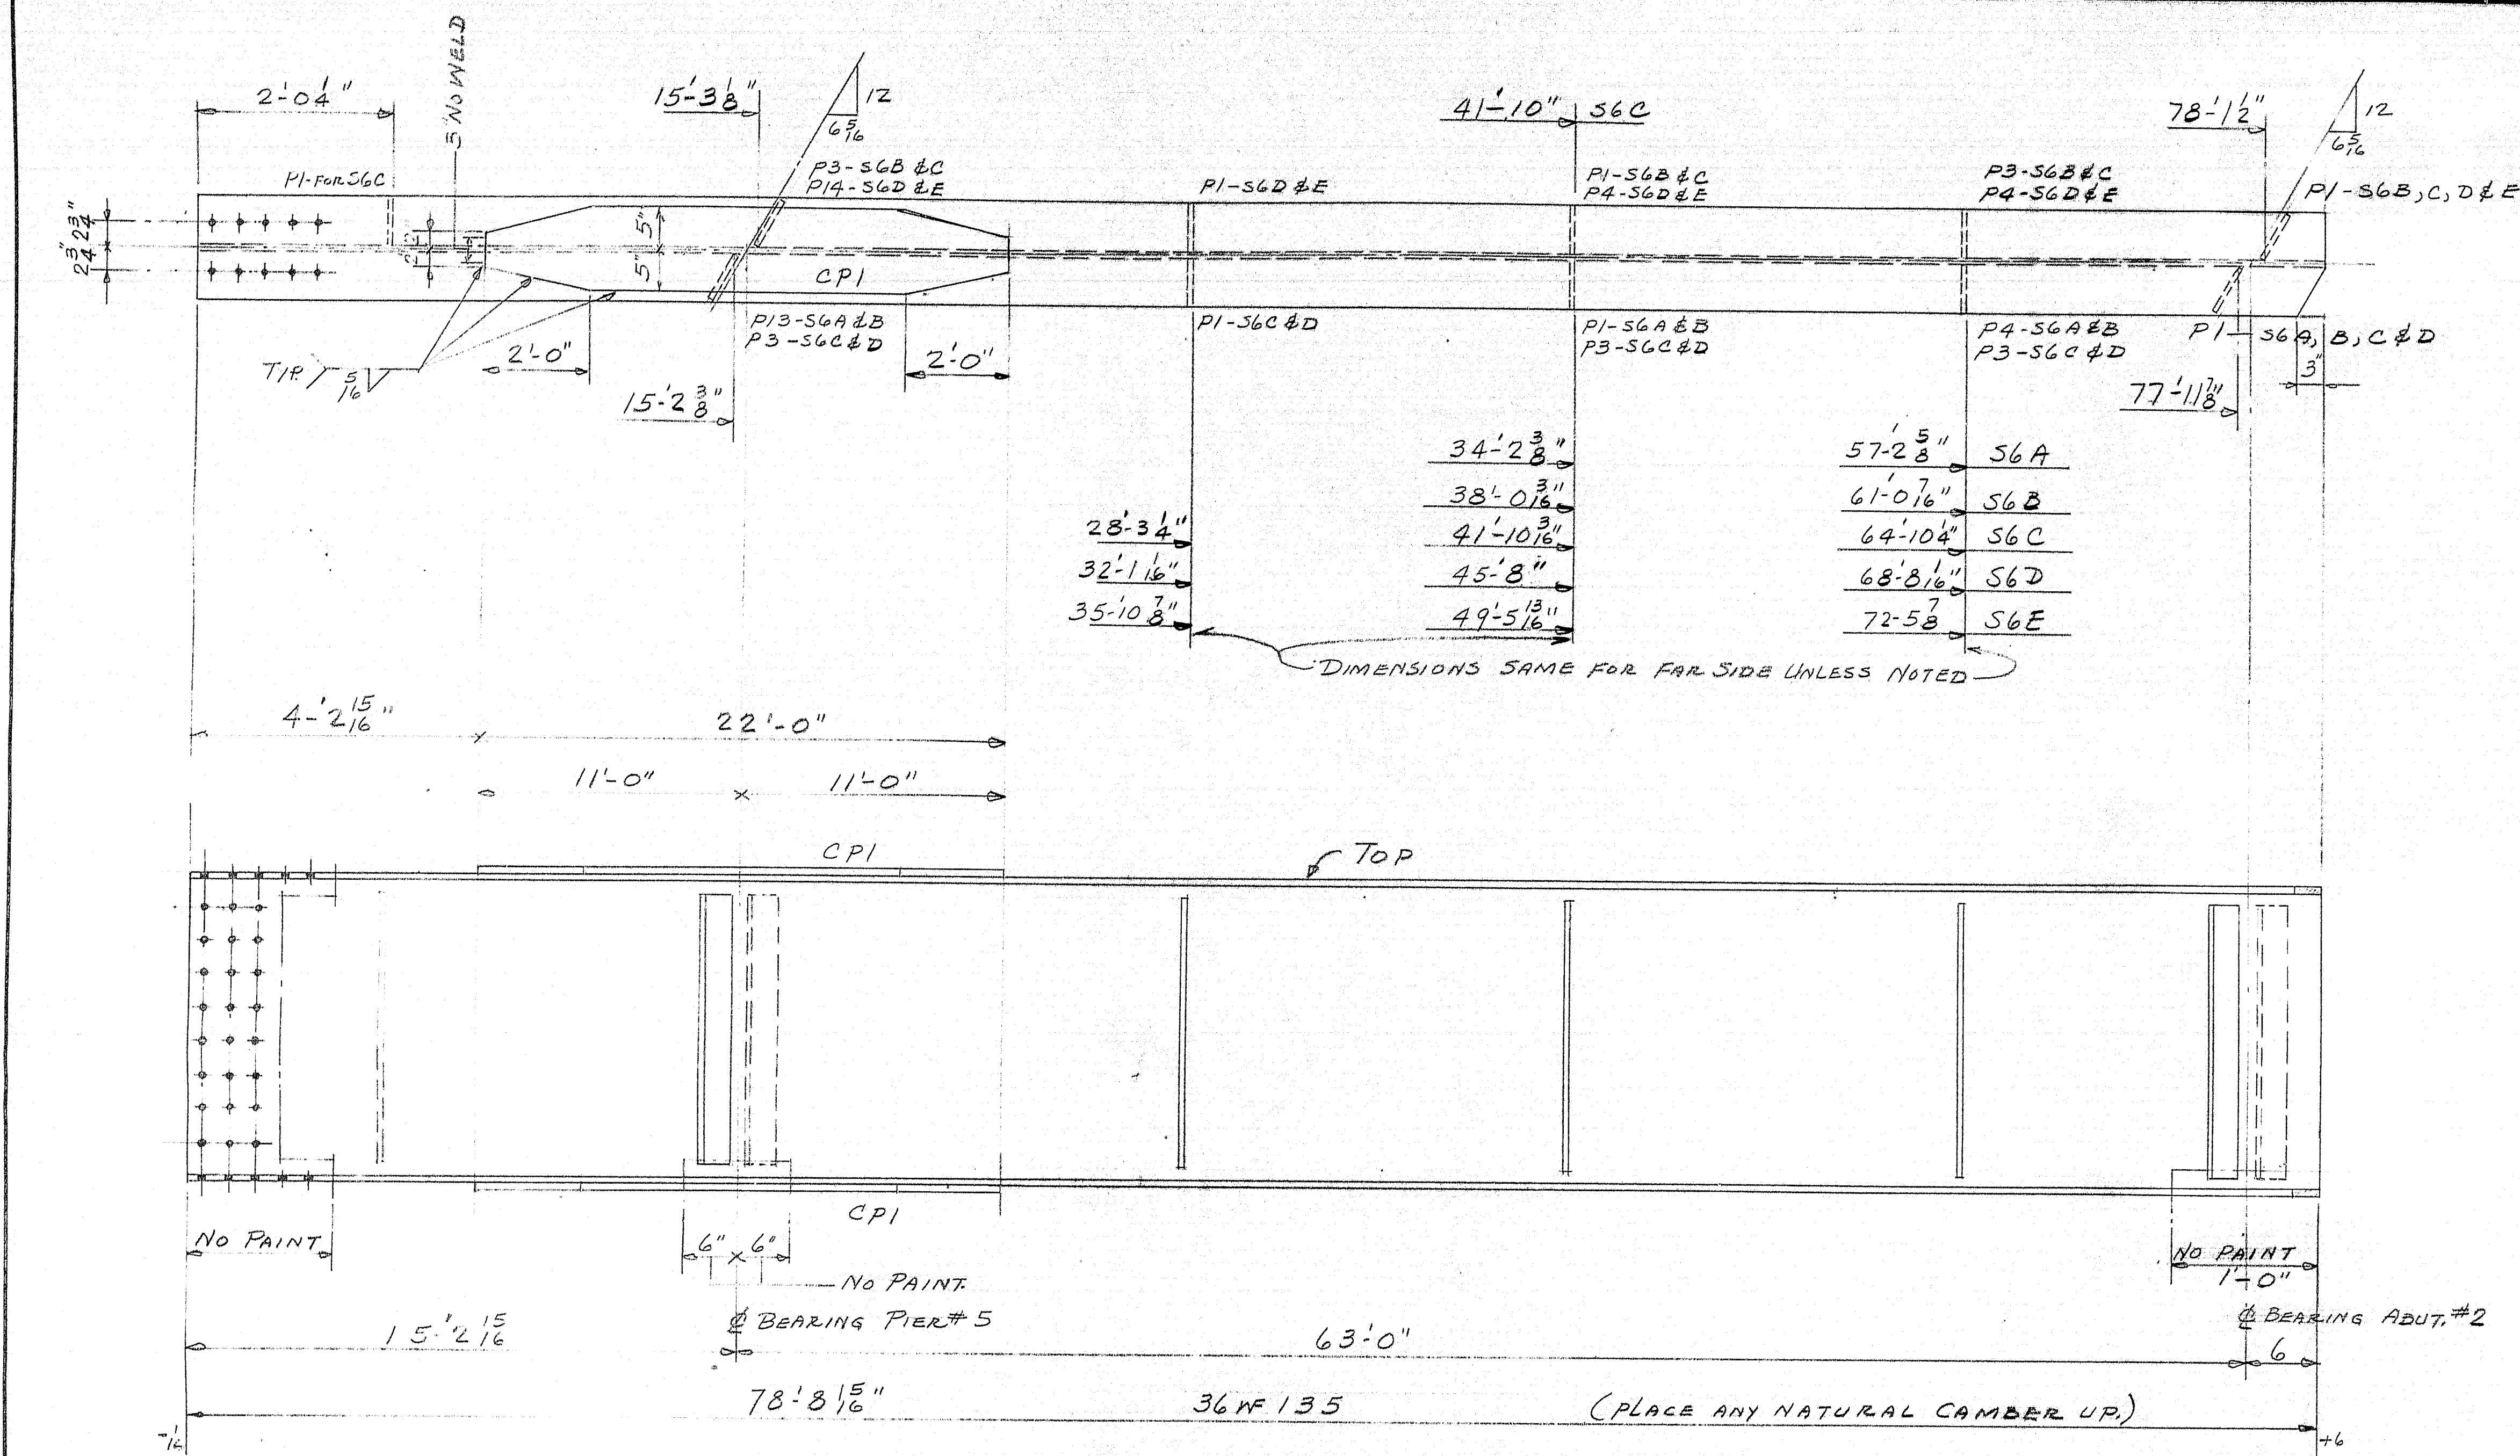 3" NO WELD
2'-0 1/4"
15'-3 1/8"
12
6 5/16
41'-10" S6C
78'-1 1/2"
12
6 5/16
P1-FOR S6C
P3-S6B & C
P14-S6D & E
P1-S6D & E
P1-S6B & C
P4-S6D & E
P3-S6B & C
P4-S6D & E
P1-S6B, C, D & E
2 3/4"
2 3/4"
5"
5"
CP1
P13-S6A & B
P3-S6C & D
P1-S6C & D
P1-S6A & B
P3-S6C & D
P4-S6A & B
P3-S6C & D
P1-S6A, B, C & D
TYP. 5/16
2'-0"
2'-0"
3"
15'-2 3/8"
77'-11 7/8"
34'-2 3/8"
57'-2 5/8" S6A
38'-0 3/16"
61'-0 7/16" S6B
28'-3 1/4"
41'-10 3/16"
64'-10 1/4" S6C
32'-1 1/16"
45'-8"
68'-8 1/16" S6D
35'-10 7/8"
49'-5 13/16"
72'-5 7/8 S6E
DIMENSIONS SAME FOR FAR SIDE UNLESS NOTED
4'-2 15/16"
22'-0"
11'-0"
11'-0"
CP1
TOP
CP1
NO PAINT
6" 6"
NO PAINT.
NO PAINT
1'-0"
℄ BEARING PIER #5
℄ BEARING ABUT. #2
15'-2 15/16
63'-0"
6
78'-8 15/16"
36 WF 135
(PLACE ANY NATURAL CAMBER UP.)
+6